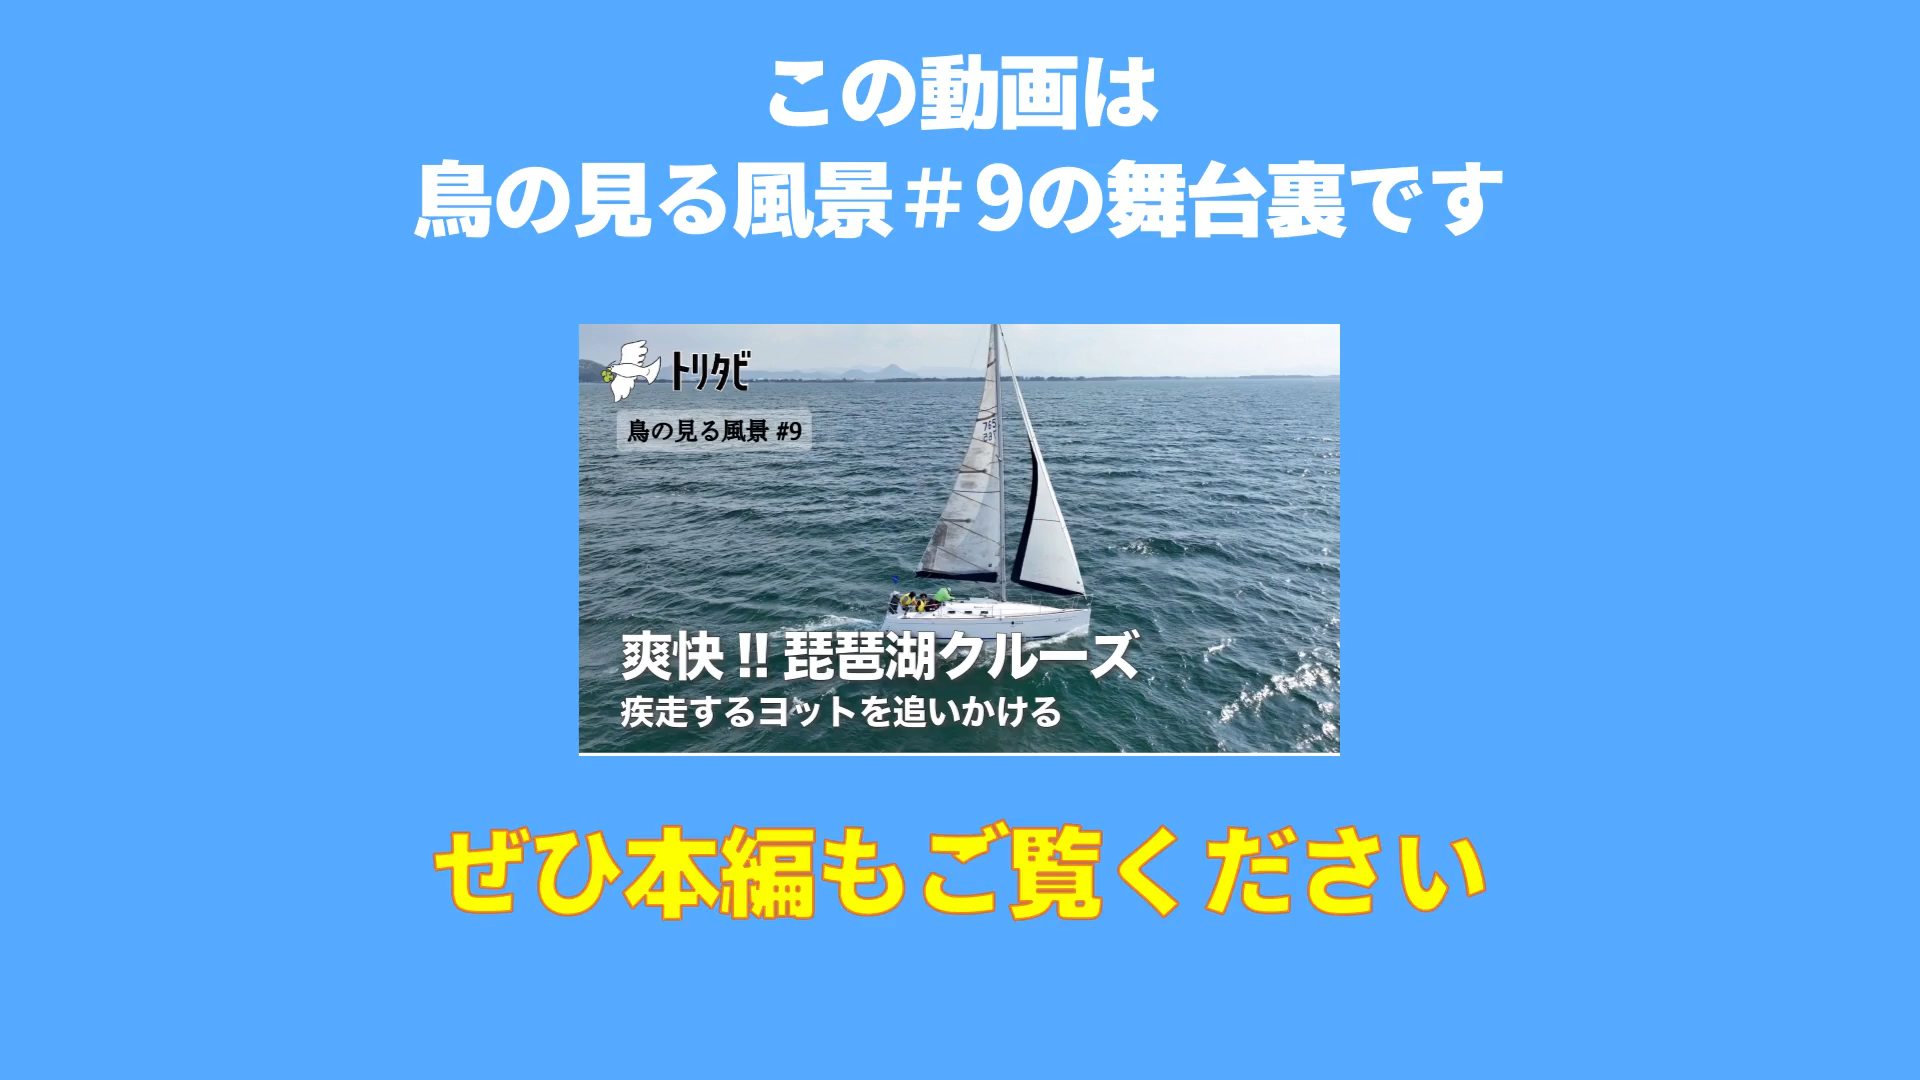 この動画は
鳥の見る風景＃9の舞台裏です
トリタビ
鳥の見る風景 #9
爽快 !! 琵琶湖クルーズ
疾走するヨットを追いかける
ぜひ本編もご覧ください